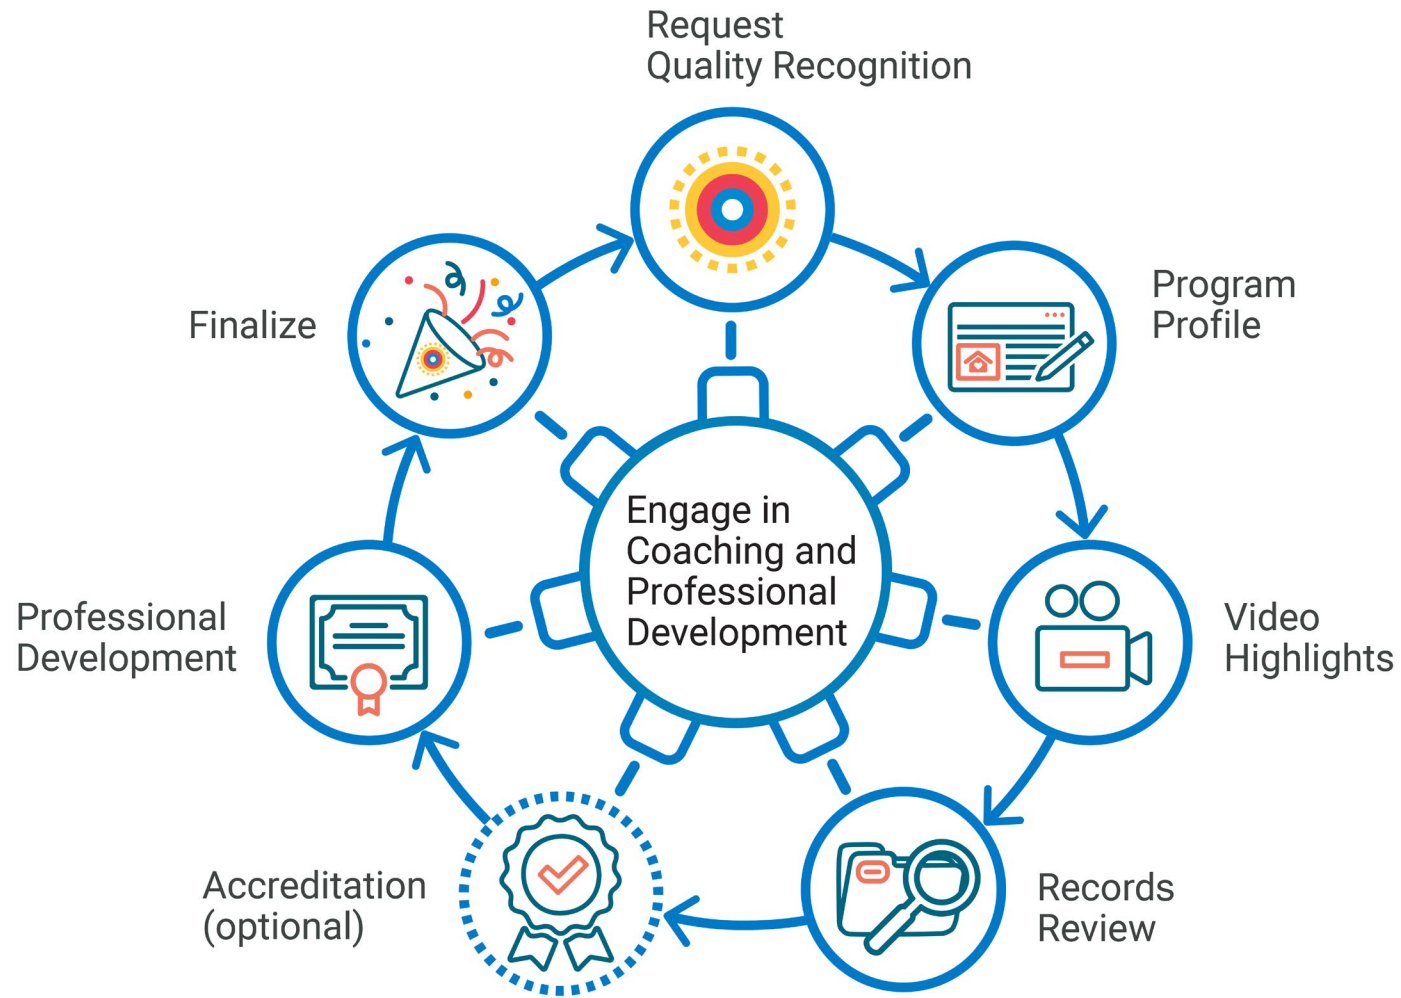 Request
Quality Recognition
Program
Profile
Video
Highlights
Records
Review
Accreditation
(optional)
Professional
Development
Finalize
Engage in
Coaching and
Professional
Development